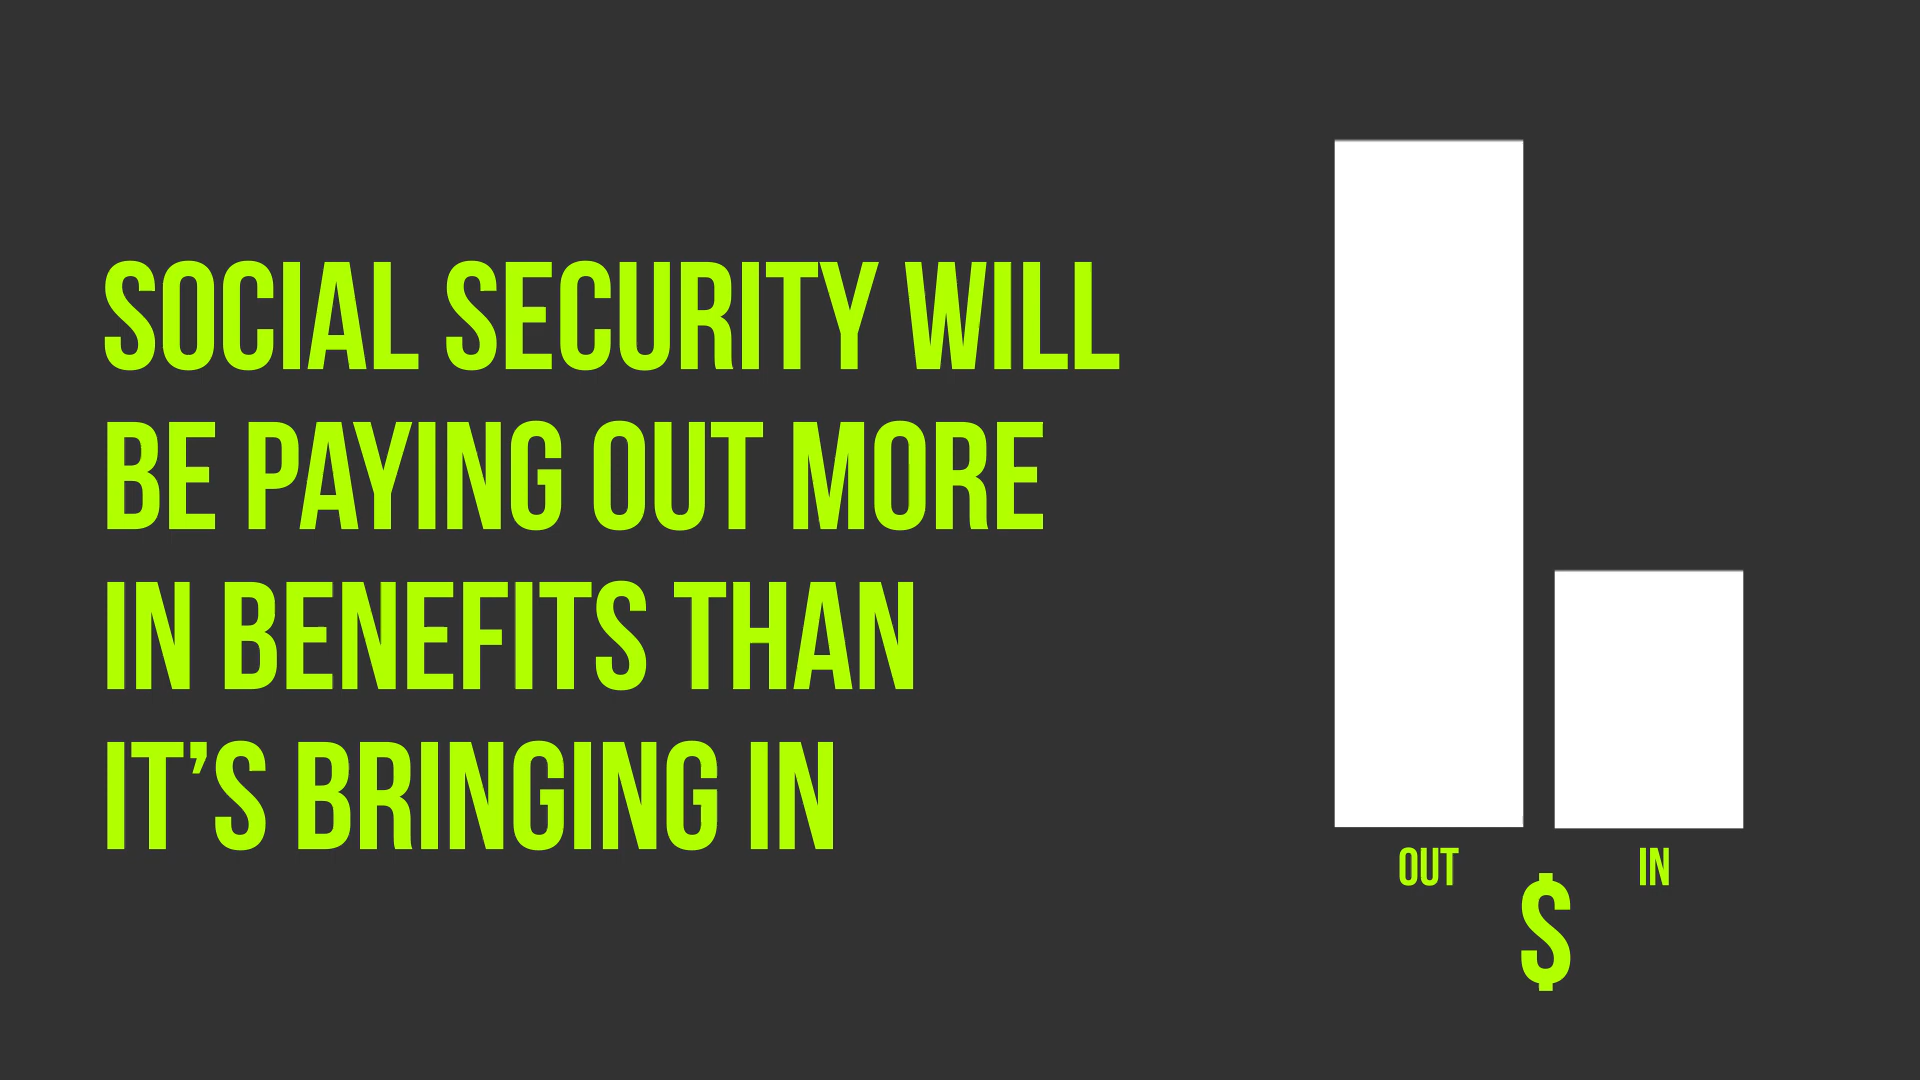 SOCIAL SECURITY WILL
BE PAYING OUT MORE
IN BENEFITS THAN
IT’S BRINGING IN
OUT
IN
$